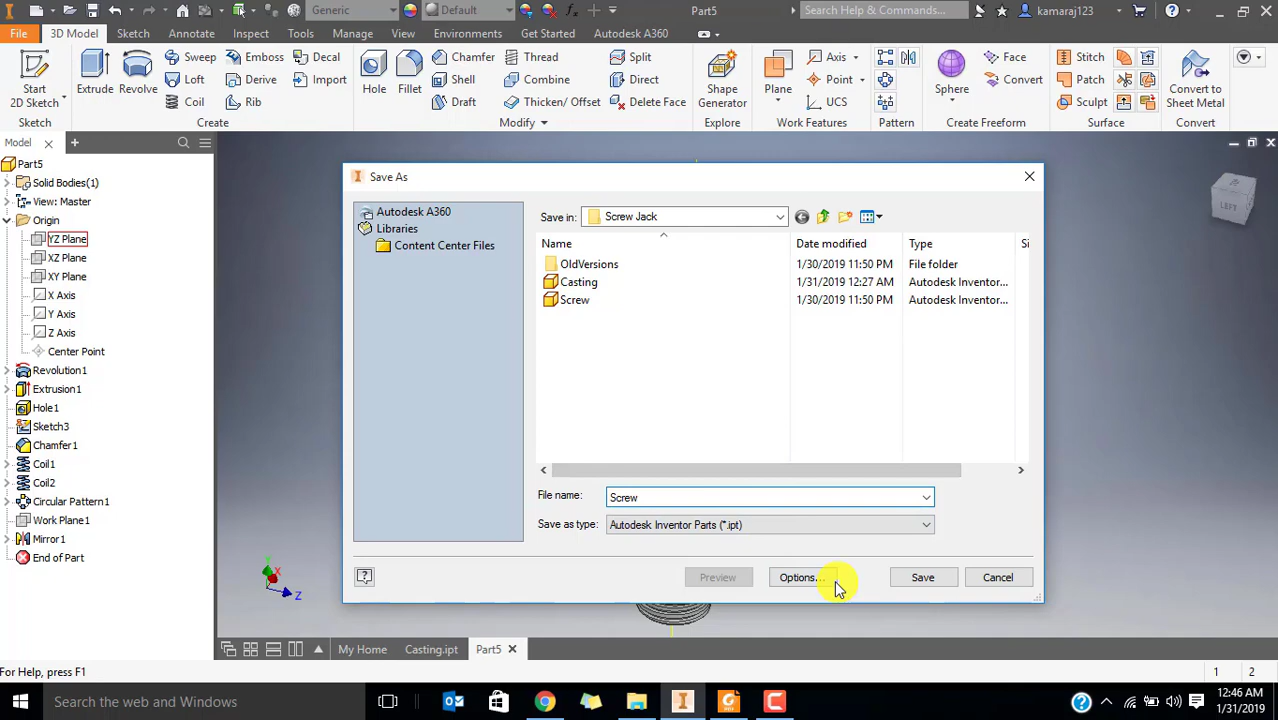 Generic
Default
Part5
Search Help & Commands...
kamaraj123
File
3D Model
Sketch
Annotate
Inspect
Tools
Manage
View
Environments
Get Started
Autodesk A360
Start
2D Sketch
Extrude
Revolve
Sweep
Loft
Coil
Emboss
Derive
Rib
Decal
Import
Hole
Fillet
Chamfer
Shell
Draft
Thread
Combine
Thicken/ Offset
Split
Direct
Delete Face
Shape
Generator
Plane
Axis
Point
UCS
Sphere
Face
Convert
Stitch
Patch
Sculpt
Convert to
Sheet Metal
Sketch
Create
Modify
Explore
Work Features
Pattern
Create Freeform
Surface
Convert
Model
Part5
Solid Bodies(1)
View: Master
Origin
YZ Plane
XZ Plane
XY Plane
X Axis
Y Axis
Z Axis
Center Point
Revolution1
Extrusion1
Hole1
Sketch3
Chamfer1
Coil1
Coil2
Circular Pattern1
Work Plane1
Mirror1
End of Part
Save As
Autodesk A360
Libraries
Content Center Files
Save in:
Screw Jack
Name
Date modified
Type
Si
OldVersions
1/30/2019 11:50 PM
File folder
Casting
1/31/2019 12:27 AM
Autodesk Inventor...
Screw
1/30/2019 11:50 PM
Autodesk Inventor...
File name:
Screw
Save as type:
Autodesk Inventor Parts (*.ipt)
Preview
Options...
Save
Cancel
LEFT
Y
X
Z
My Home
Casting.ipt
Part5
For Help, press F1
1
2
Search the web and Windows
12:46 AM
1/31/2019